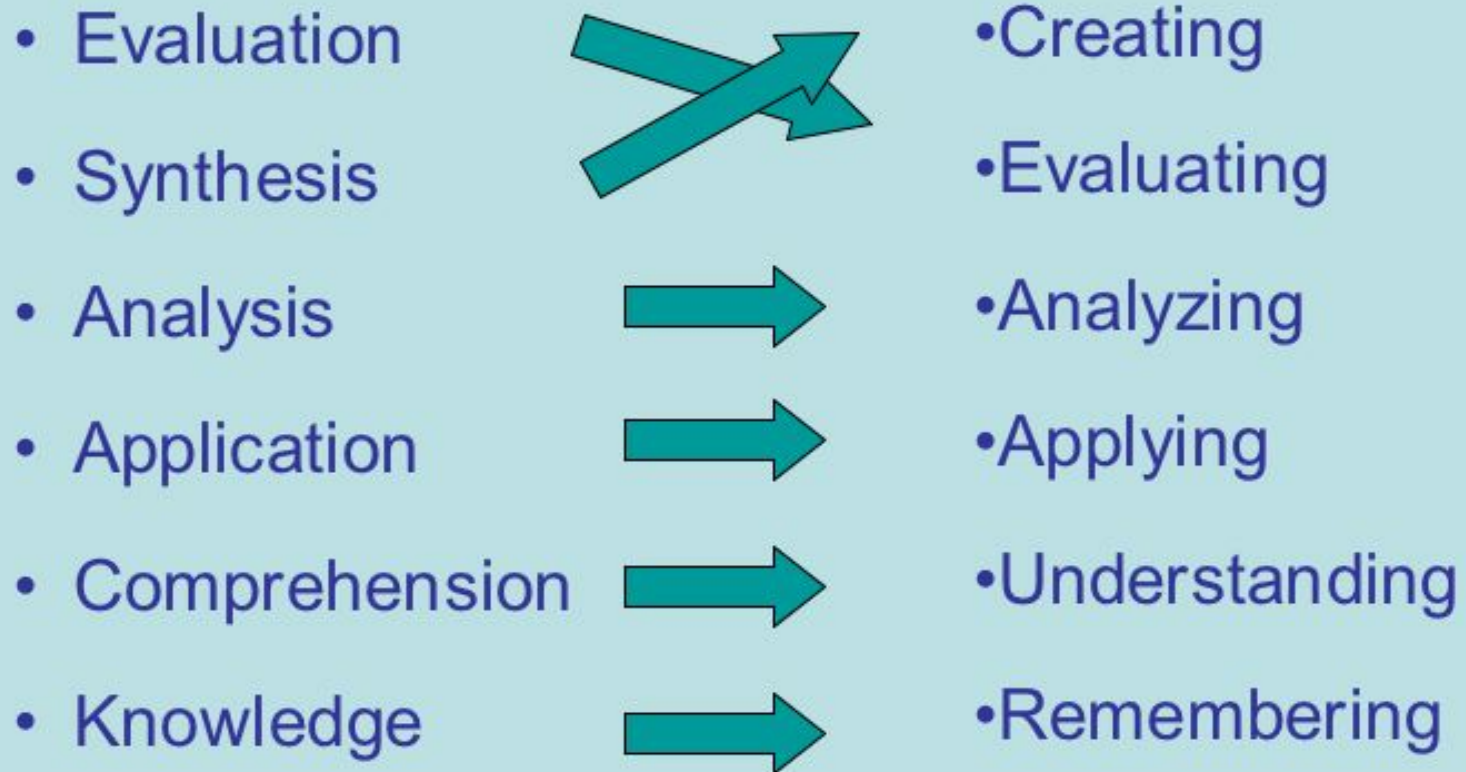 • Evaluation
• Synthesis
• Analysis
• Application
• Comprehension
• Knowledge
•Creating
•Evaluating
•Analyzing
•Applying
•Understanding
•Remembering